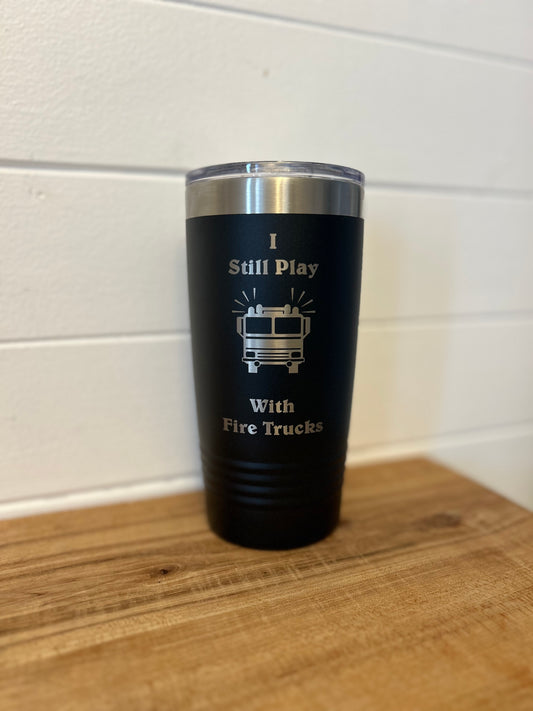 I
Still Play
With
Fire Trucks